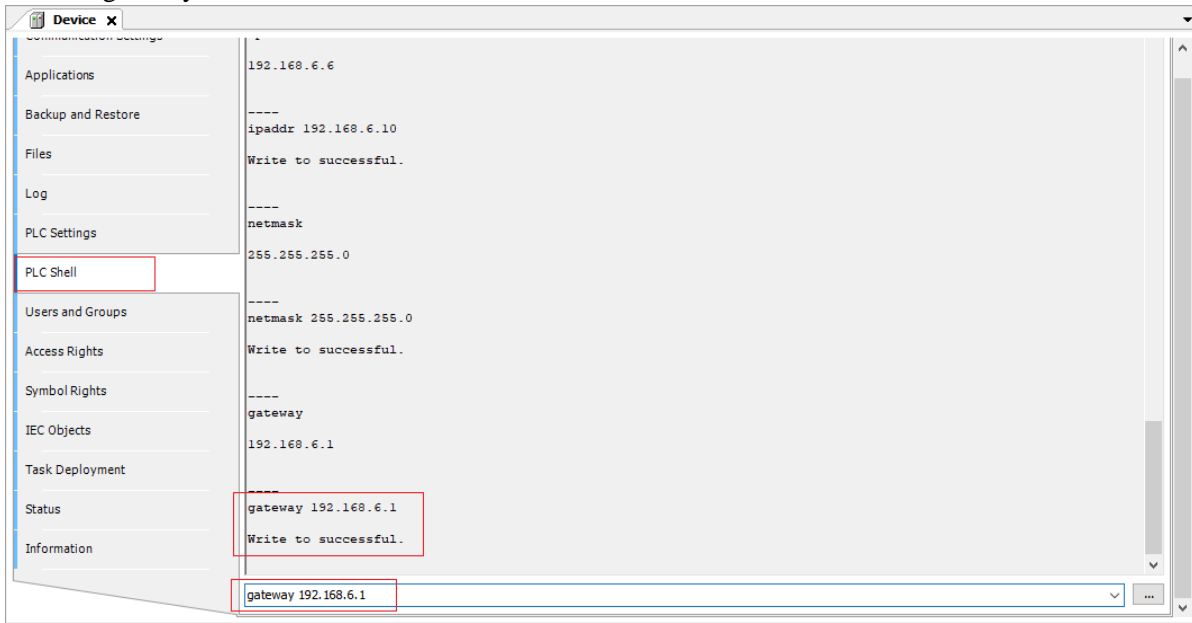 Device
Communication Settings
Applications
Backup and Restore
Files
Log
PLC Settings
PLC Shell
Users and Groups
Access Rights
Symbol Rights
IEC Objects
Task Deployment
Status
Information
192.168.6.6
----
ipaddr 192.168.6.10
Write to successful.
----
netmask
255.255.255.0
----
netmask 255.255.255.0
Write to successful.
----
gateway
192.168.6.1
----
gateway 192.168.6.1
Write to successful.
gateway 192.168.6.1
...